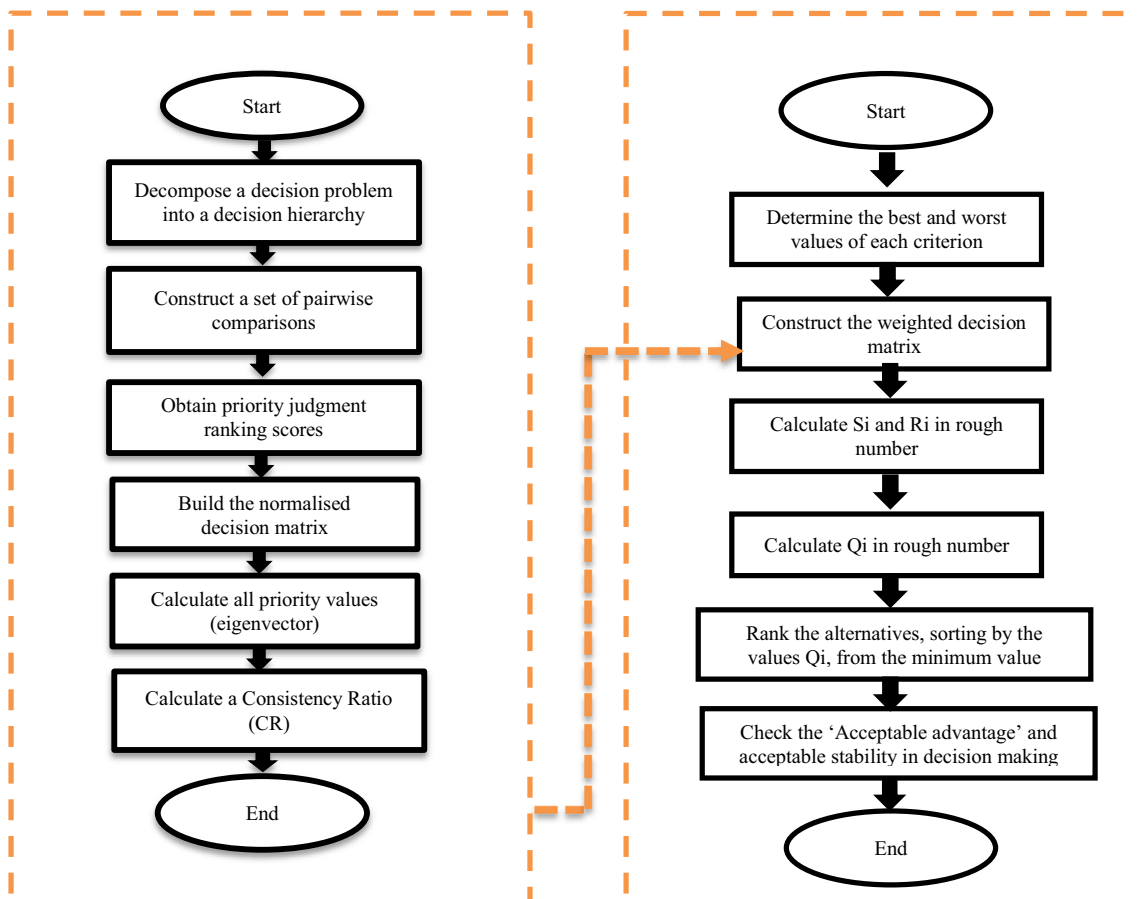 Start
Decompose a decision problem
into a decision hierarchy
Construct a set of pairwise
comparisons
Obtain priority judgment
ranking scores
Build the normalised
decision matrix
Calculate all priority values
(eigenvector)
Calculate a Consistency Ratio
(CR)
End
Start
Determine the best and worst
values of each criterion
Construct the weighted decision
matrix
Calculate Si and Ri in rough
number
Calculate Qi in rough number
Rank the alternatives, sorting by the
values Qi, from the minimum value
Check the ‘Acceptable advantage’ and
acceptable stability in decision making
End